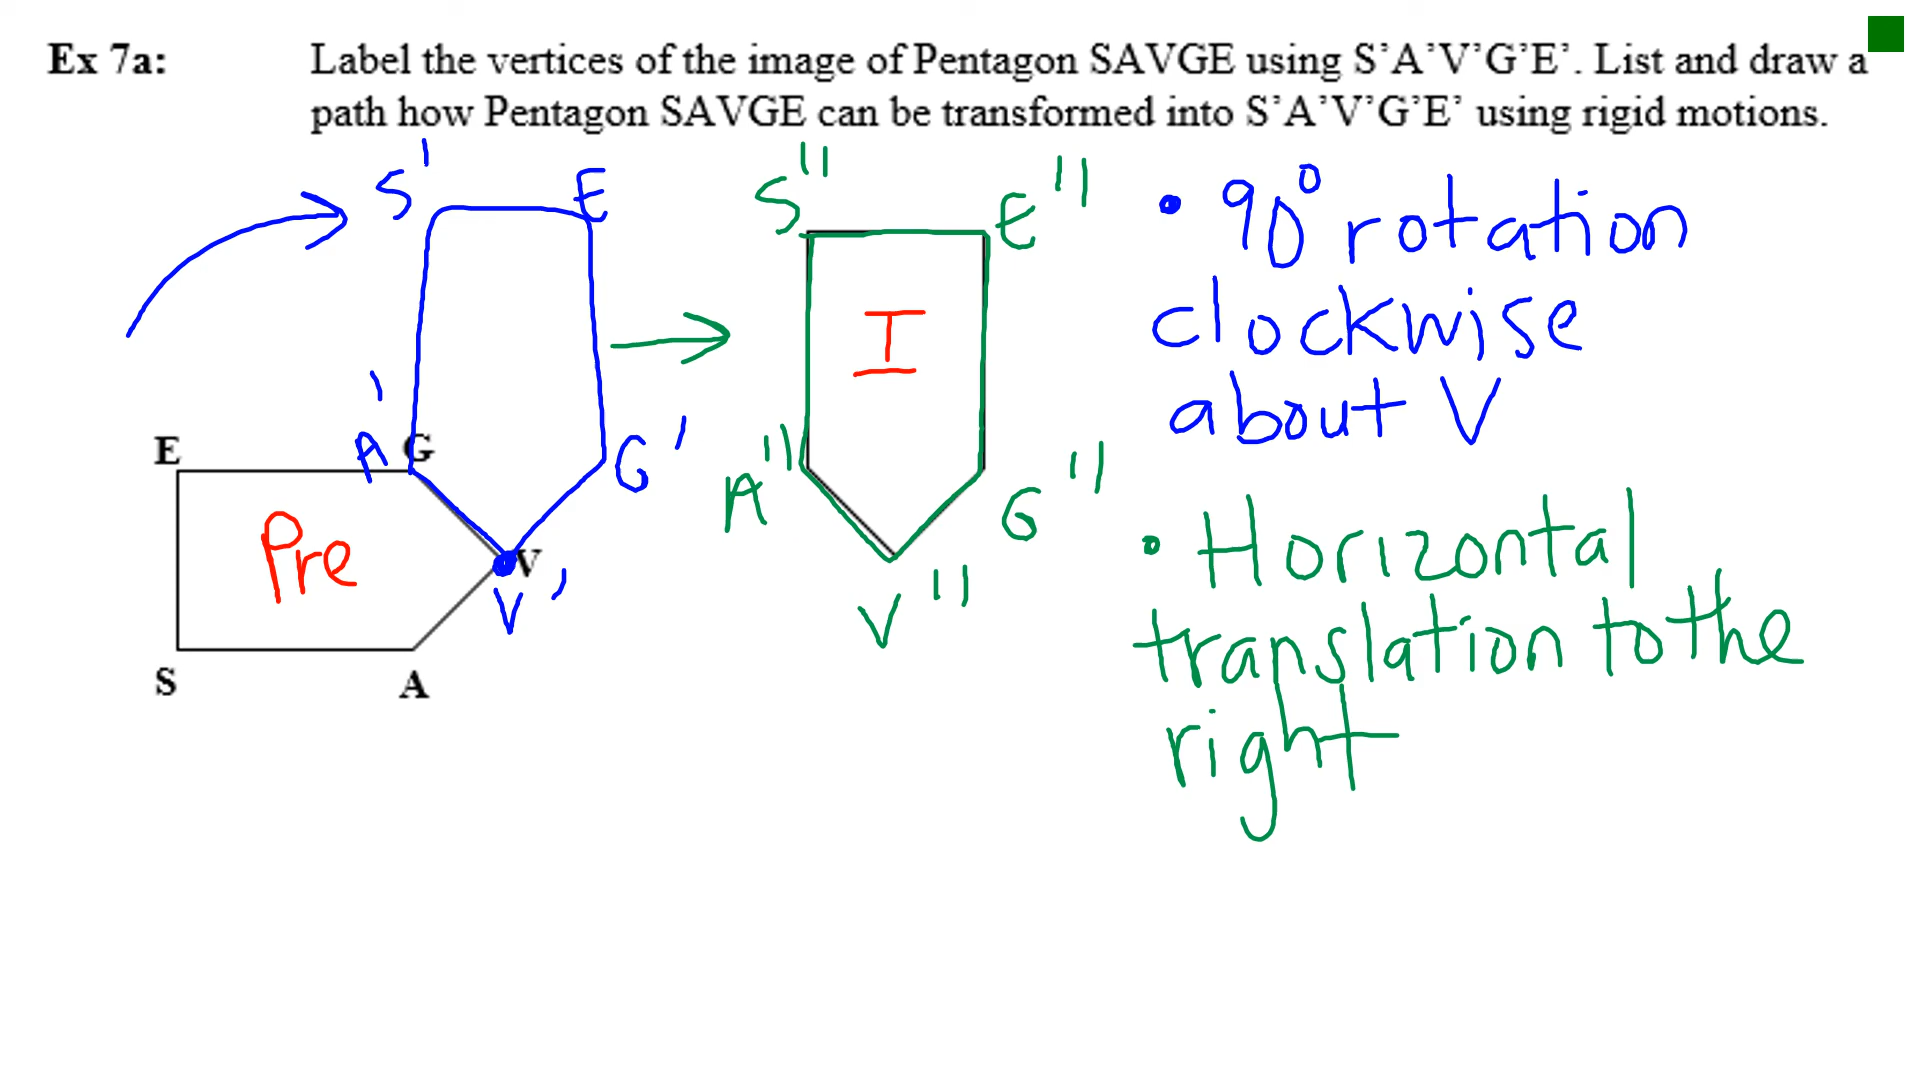 Ex 7a: Label the vertices of the image of Pentagon SAVGE using S’A’V’G’E’. List and draw a
path how Pentagon SAVGE can be transformed into S’A’V’G’E’ using rigid motions.
S' E S'' E''
• 90° rotation
clockwise
about V
I
E A' G G' A'' G''
Pre
V V'
V''
S A
• Horizontal
translation to the
right